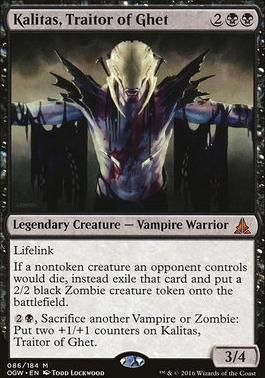 Kalitas, Traitor of Ghet 2
Legendary Creature — Vampire Warrior
Lifelink
If a nontoken creature an opponent controls
would die, instead exile that card and put a
2/2 black Zombie creature token onto the
battlefield.
2, Sacrifice another Vampire or Zombie:
Put two +1/+1 counters on Kalitas,
Traitor of Ghet.
3/4
086/184 M
OGW • EN Todd Lockwood
™ & © 2016 Wizards of the Coast